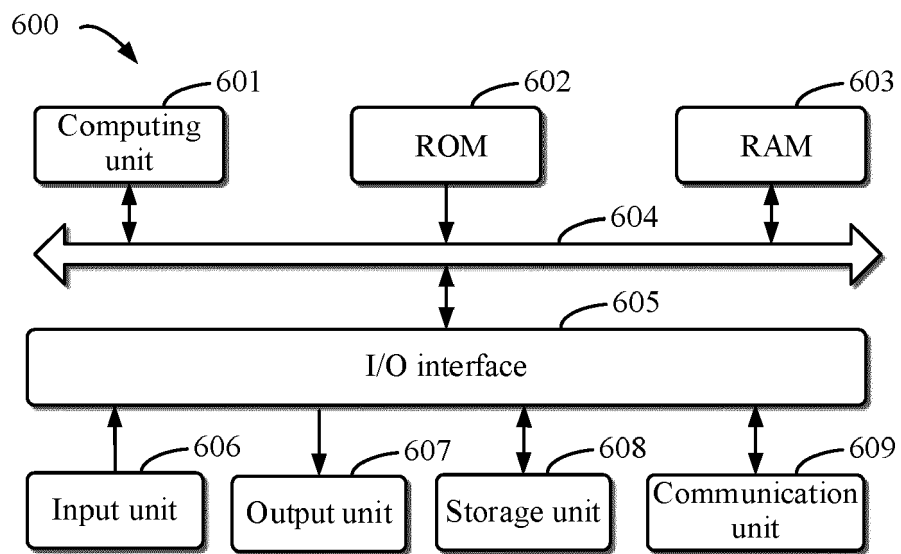 600
601
602
603
Computing
unit
ROM
RAM
604
605
I/O interface
606
607
608
609
Input unit
Output unit
Storage unit
Communication
unit